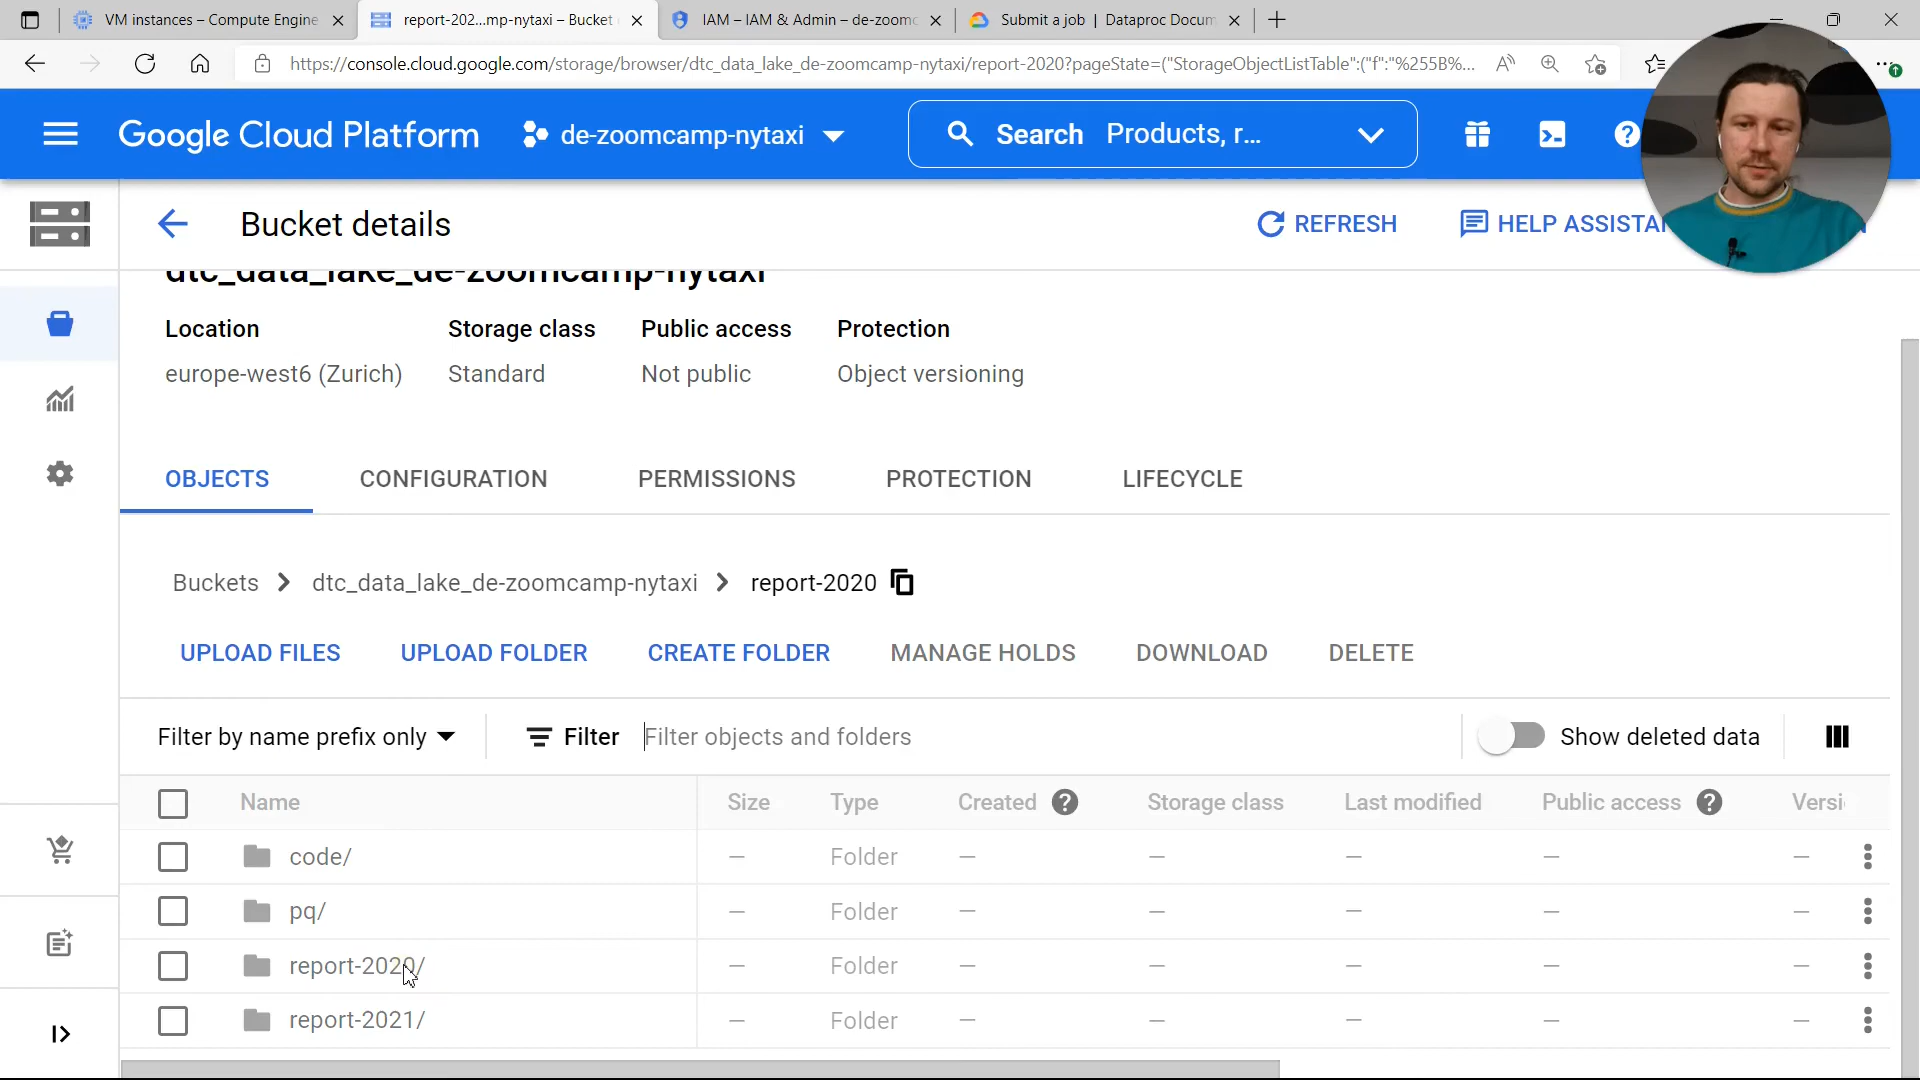 VM instances – Compute Engine
report-202...mp-nytaxi – Bucket
IAM – IAM & Admin – de-zoomc
Submit a job | Dataproc Docum
https://console.cloud.google.com/storage/browser/dtc_data_lake_de-zoomcamp-nytaxi/report-2020?pageState=("StorageObjectListTable":("f":"%255B%...
Google Cloud Platform
de-zoomcamp-nytaxi
Search Products, r...
Bucket details
REFRESH
HELP ASSISTA
dtc_data_lake_de-zoomcamp-nytaxi
Location Storage class Public access Protection
europe-west6 (Zurich) Standard Not public Object versioning
OBJECTS CONFIGURATION PERMISSIONS PROTECTION LIFECYCLE
Buckets > dtc_data_lake_de-zoomcamp-nytaxi > report-2020
UPLOAD FILES UPLOAD FOLDER CREATE FOLDER MANAGE HOLDS DOWNLOAD DELETE
Filter by name prefix only Filter Filter objects and folders Show deleted data
Name Size Type Created Storage class Last modified Public access Versi
code/ — Folder — — — — —
pq/ — Folder — — — — —
report-2020/ — Folder — — — — —
report-2021/ — Folder — — — — —